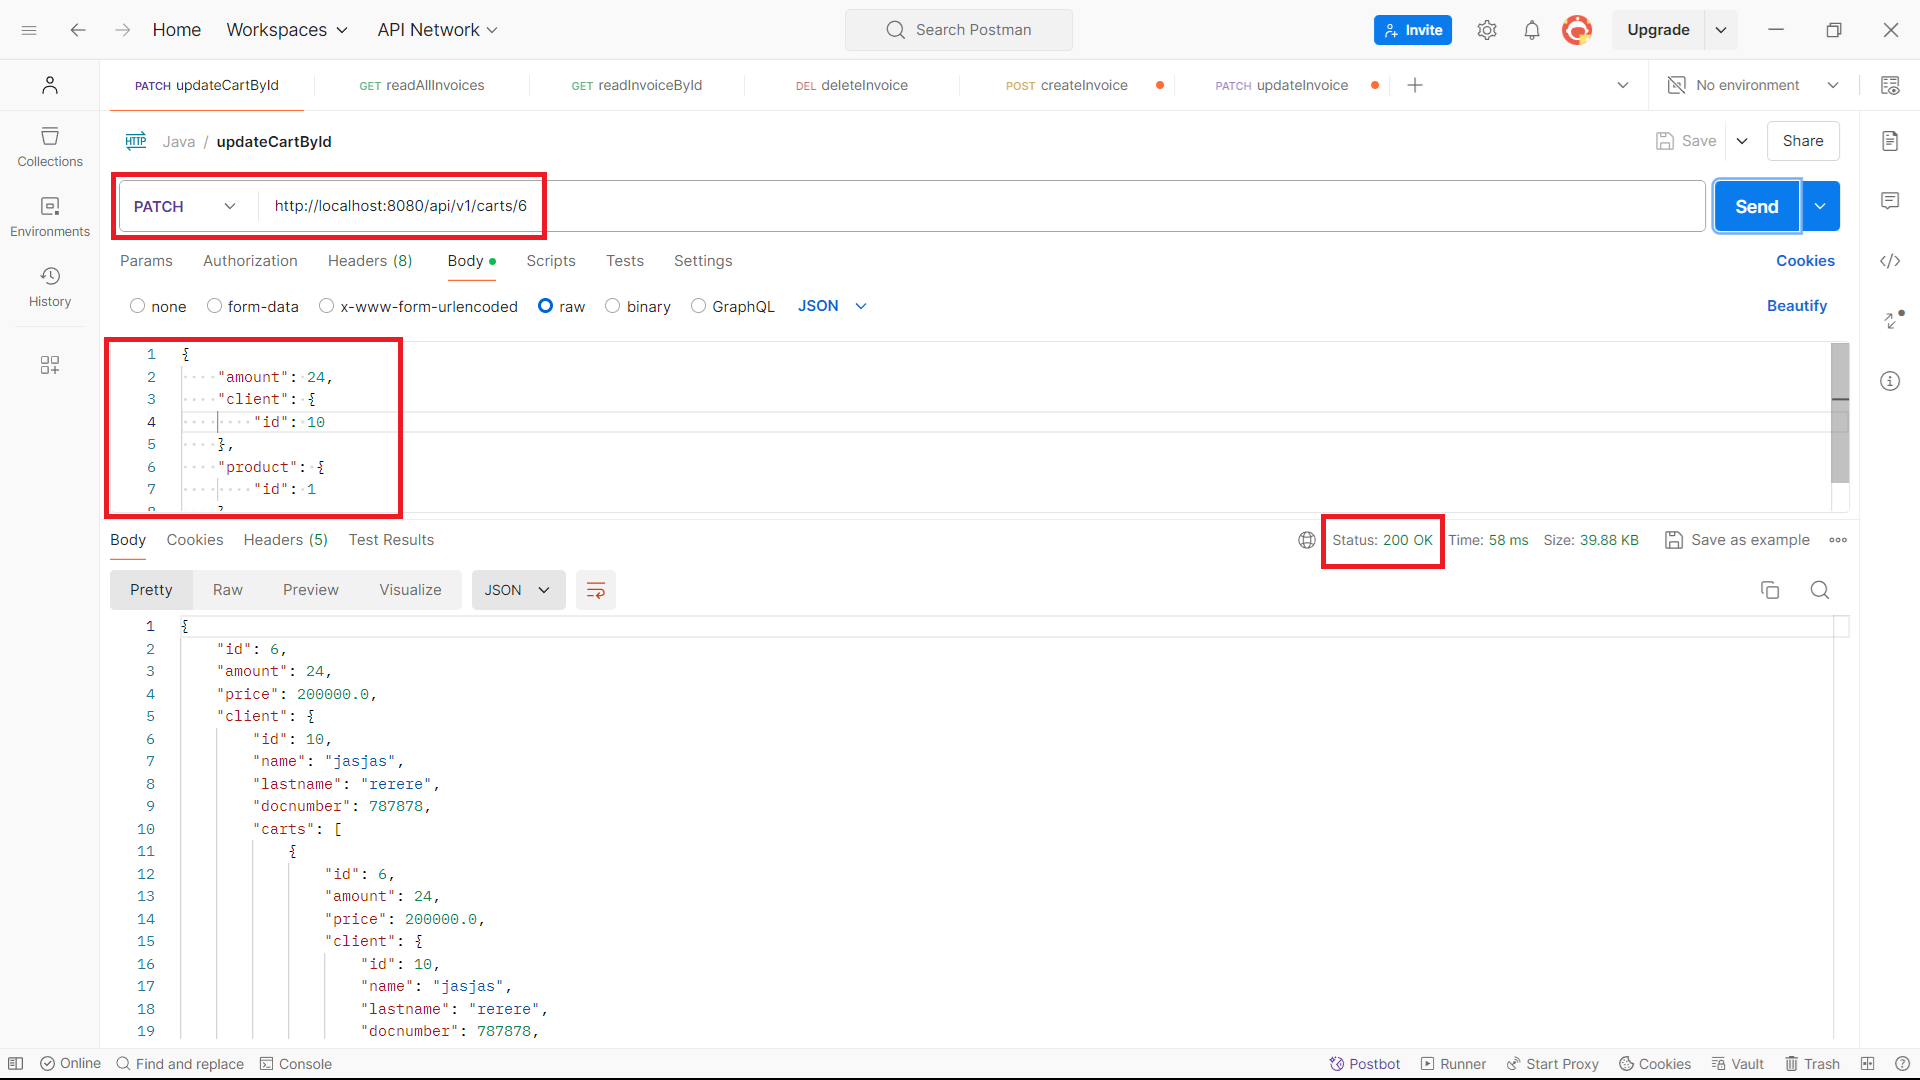 Home Workspaces API Network Search Postman Invite Upgrade
PATCH updateCartById GET readAllInvoices GET readInvoiceById DEL deleteInvoice POST createInvoice PATCH updateInvoice No environment
HTTP Java / updateCartById Save Share
Collections
PATCH http://localhost:8080/api/v1/carts/6 Send
Environments
Params Authorization Headers (8) Body Scripts Tests Settings Cookies
History
none form-data x-www-form-urlencoded raw binary GraphQL JSON Beautify
1 {
2 "amount": 24,
3 "client": {
4 "id": 10
5 },
6 "product": {
7 "id": 1
Body Cookies Headers (5) Test Results Status: 200 OK Time: 58 ms Size: 39.88 KB Save as example
Pretty Raw Preview Visualize JSON
1 {
2 "id": 6,
3 "amount": 24,
4 "price": 200000.0,
5 "client": {
6 "id": 10,
7 "name": "jasjas",
8 "lastname": "rerere",
9 "docnumber": 787878,
10 "carts": [
11 {
12 "id": 6,
13 "amount": 24,
14 "price": 200000.0,
15 "client": {
16 "id": 10,
17 "name": "jasjas",
18 "lastname": "rerere",
19 "docnumber": 787878,
Online Find and replace Console Postbot Runner Start Proxy Cookies Vault Trash